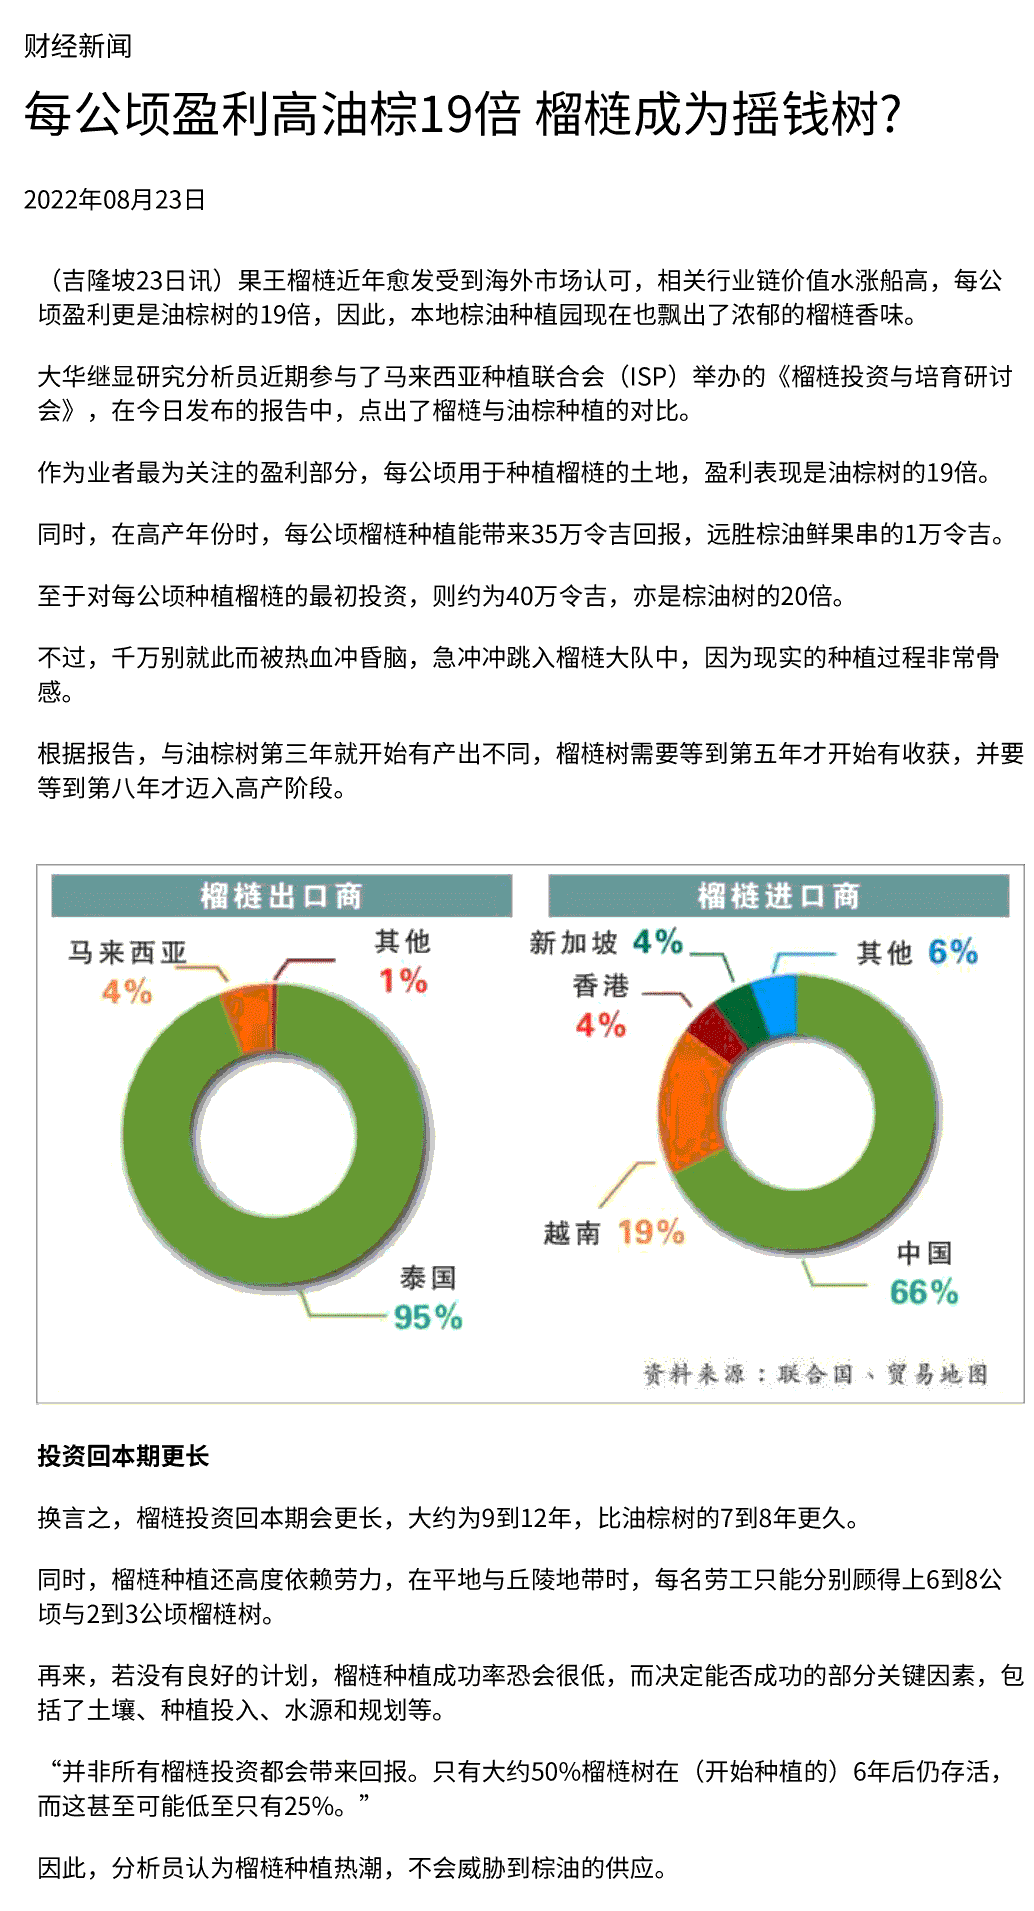 财经新闻
每公顷盈利高油棕19倍 榴梿成为摇钱树?
2022年08月23日
（吉隆坡23日讯）果王榴梿近年愈发受到海外市场认可，相关行业链价值水涨船高，每公
顷盈利更是油棕树的19倍，因此，本地棕油种植园现在也飘出了浓郁的榴梿香味。
大华继显研究分析员近期参与了马来西亚种植联合会（ISP）举办的《榴梿投资与培育研讨
会》，在今日发布的报告中，点出了榴梿与油棕种植的对比。
作为业者最为关注的盈利部分，每公顷用于种植榴梿的土地，盈利表现是油棕树的19倍。
同时，在高产年份时，每公顷榴梿种植能带来35万令吉回报，远胜棕油鲜果串的1万令吉。
至于对每公顷种植榴梿的最初投资，则约为40万令吉，亦是棕油树的20倍。
不过，千万别就此而被热血冲昏脑，急冲冲跳入榴梿大队中，因为现实的种植过程非常骨
感。
根据报告，与油棕树第三年就开始有产出不同，榴梿树需要等到第五年才开始有收获，并要
等到第八年才迈入高产阶段。
榴梿出口商
马来西亚
4%
其他
1%
泰国
95%
榴梿进口商
新加坡 4%
其他 6%
香港
4%
越南 19%
中国
66%
资料来源：联合国、贸易地图
投资回本期更长
换言之，榴梿投资回本期会更长，大约为9到12年，比油棕树的7到8年更久。
同时，榴梿种植还高度依赖劳力，在平地与丘陵地带时，每名劳工只能分别顾得上6到8公
顷与2到3公顷榴梿树。
再来，若没有良好的计划，榴梿种植成功率恐会很低，而决定能否成功的部分关键因素，包
括了土壤、种植投入、水源和规划等。
“并非所有榴梿投资都会带来回报。只有大约50%榴梿树在（开始种植的）6年后仍存活，
而这甚至可能低至只有25%。”
因此，分析员认为榴梿种植热潮，不会威胁到棕油的供应。